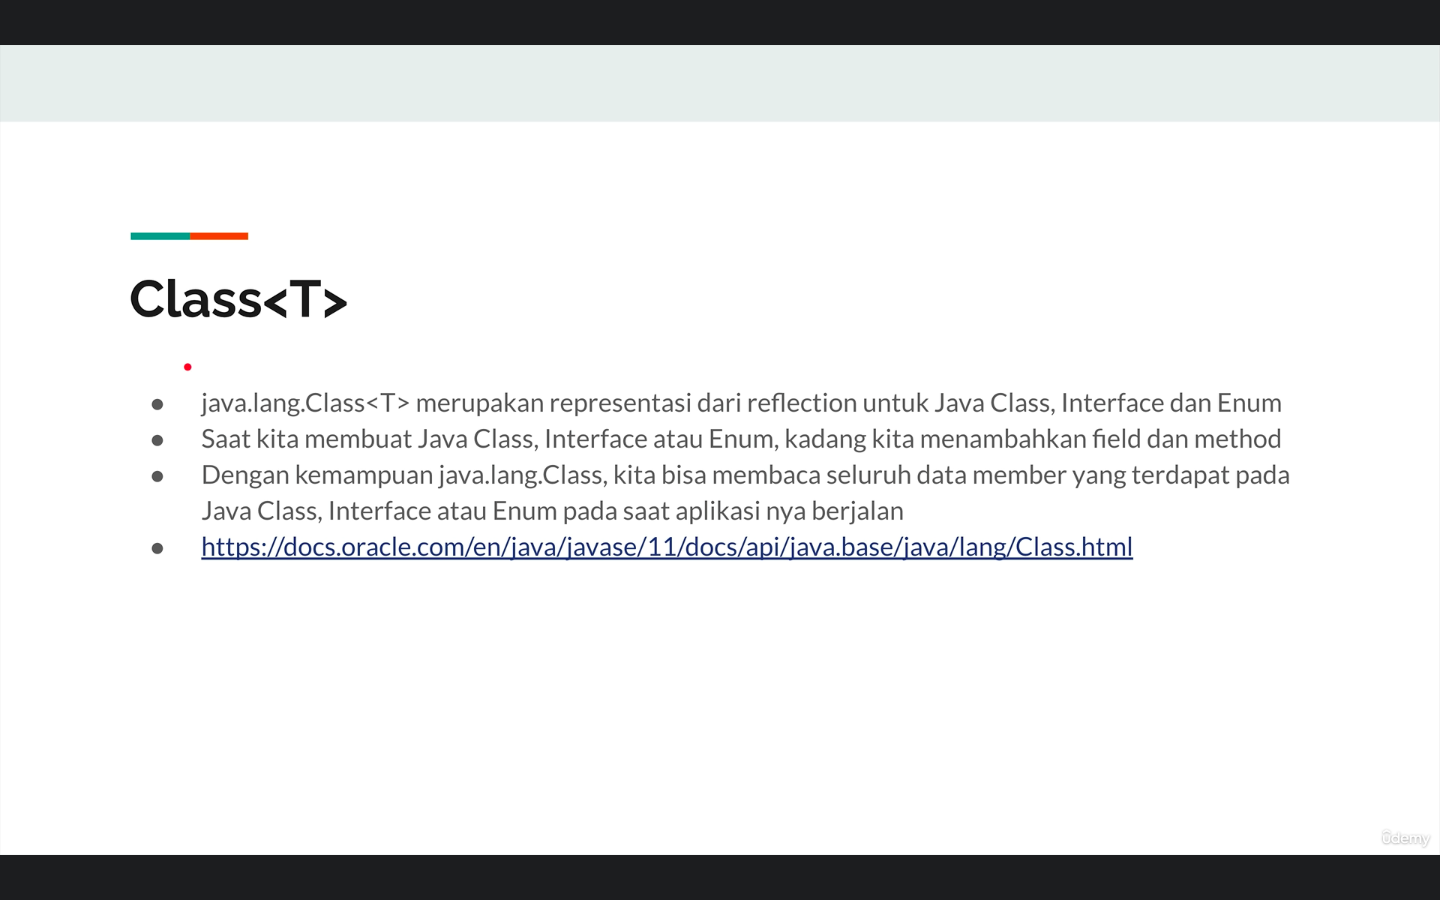 Class<T>
● java.lang.Class<T> merupakan representasi dari reflection untuk Java Class, Interface dan Enum
● Saat kita membuat Java Class, Interface atau Enum, kadang kita menambahkan field dan method
● Dengan kemampuan java.lang.Class, kita bisa membaca seluruh data member yang terdapat pada
Java Class, Interface atau Enum pada saat aplikasi nya berjalan
● https://docs.oracle.com/en/java/javase/11/docs/api/java.base/java/lang/Class.html
ûdemy